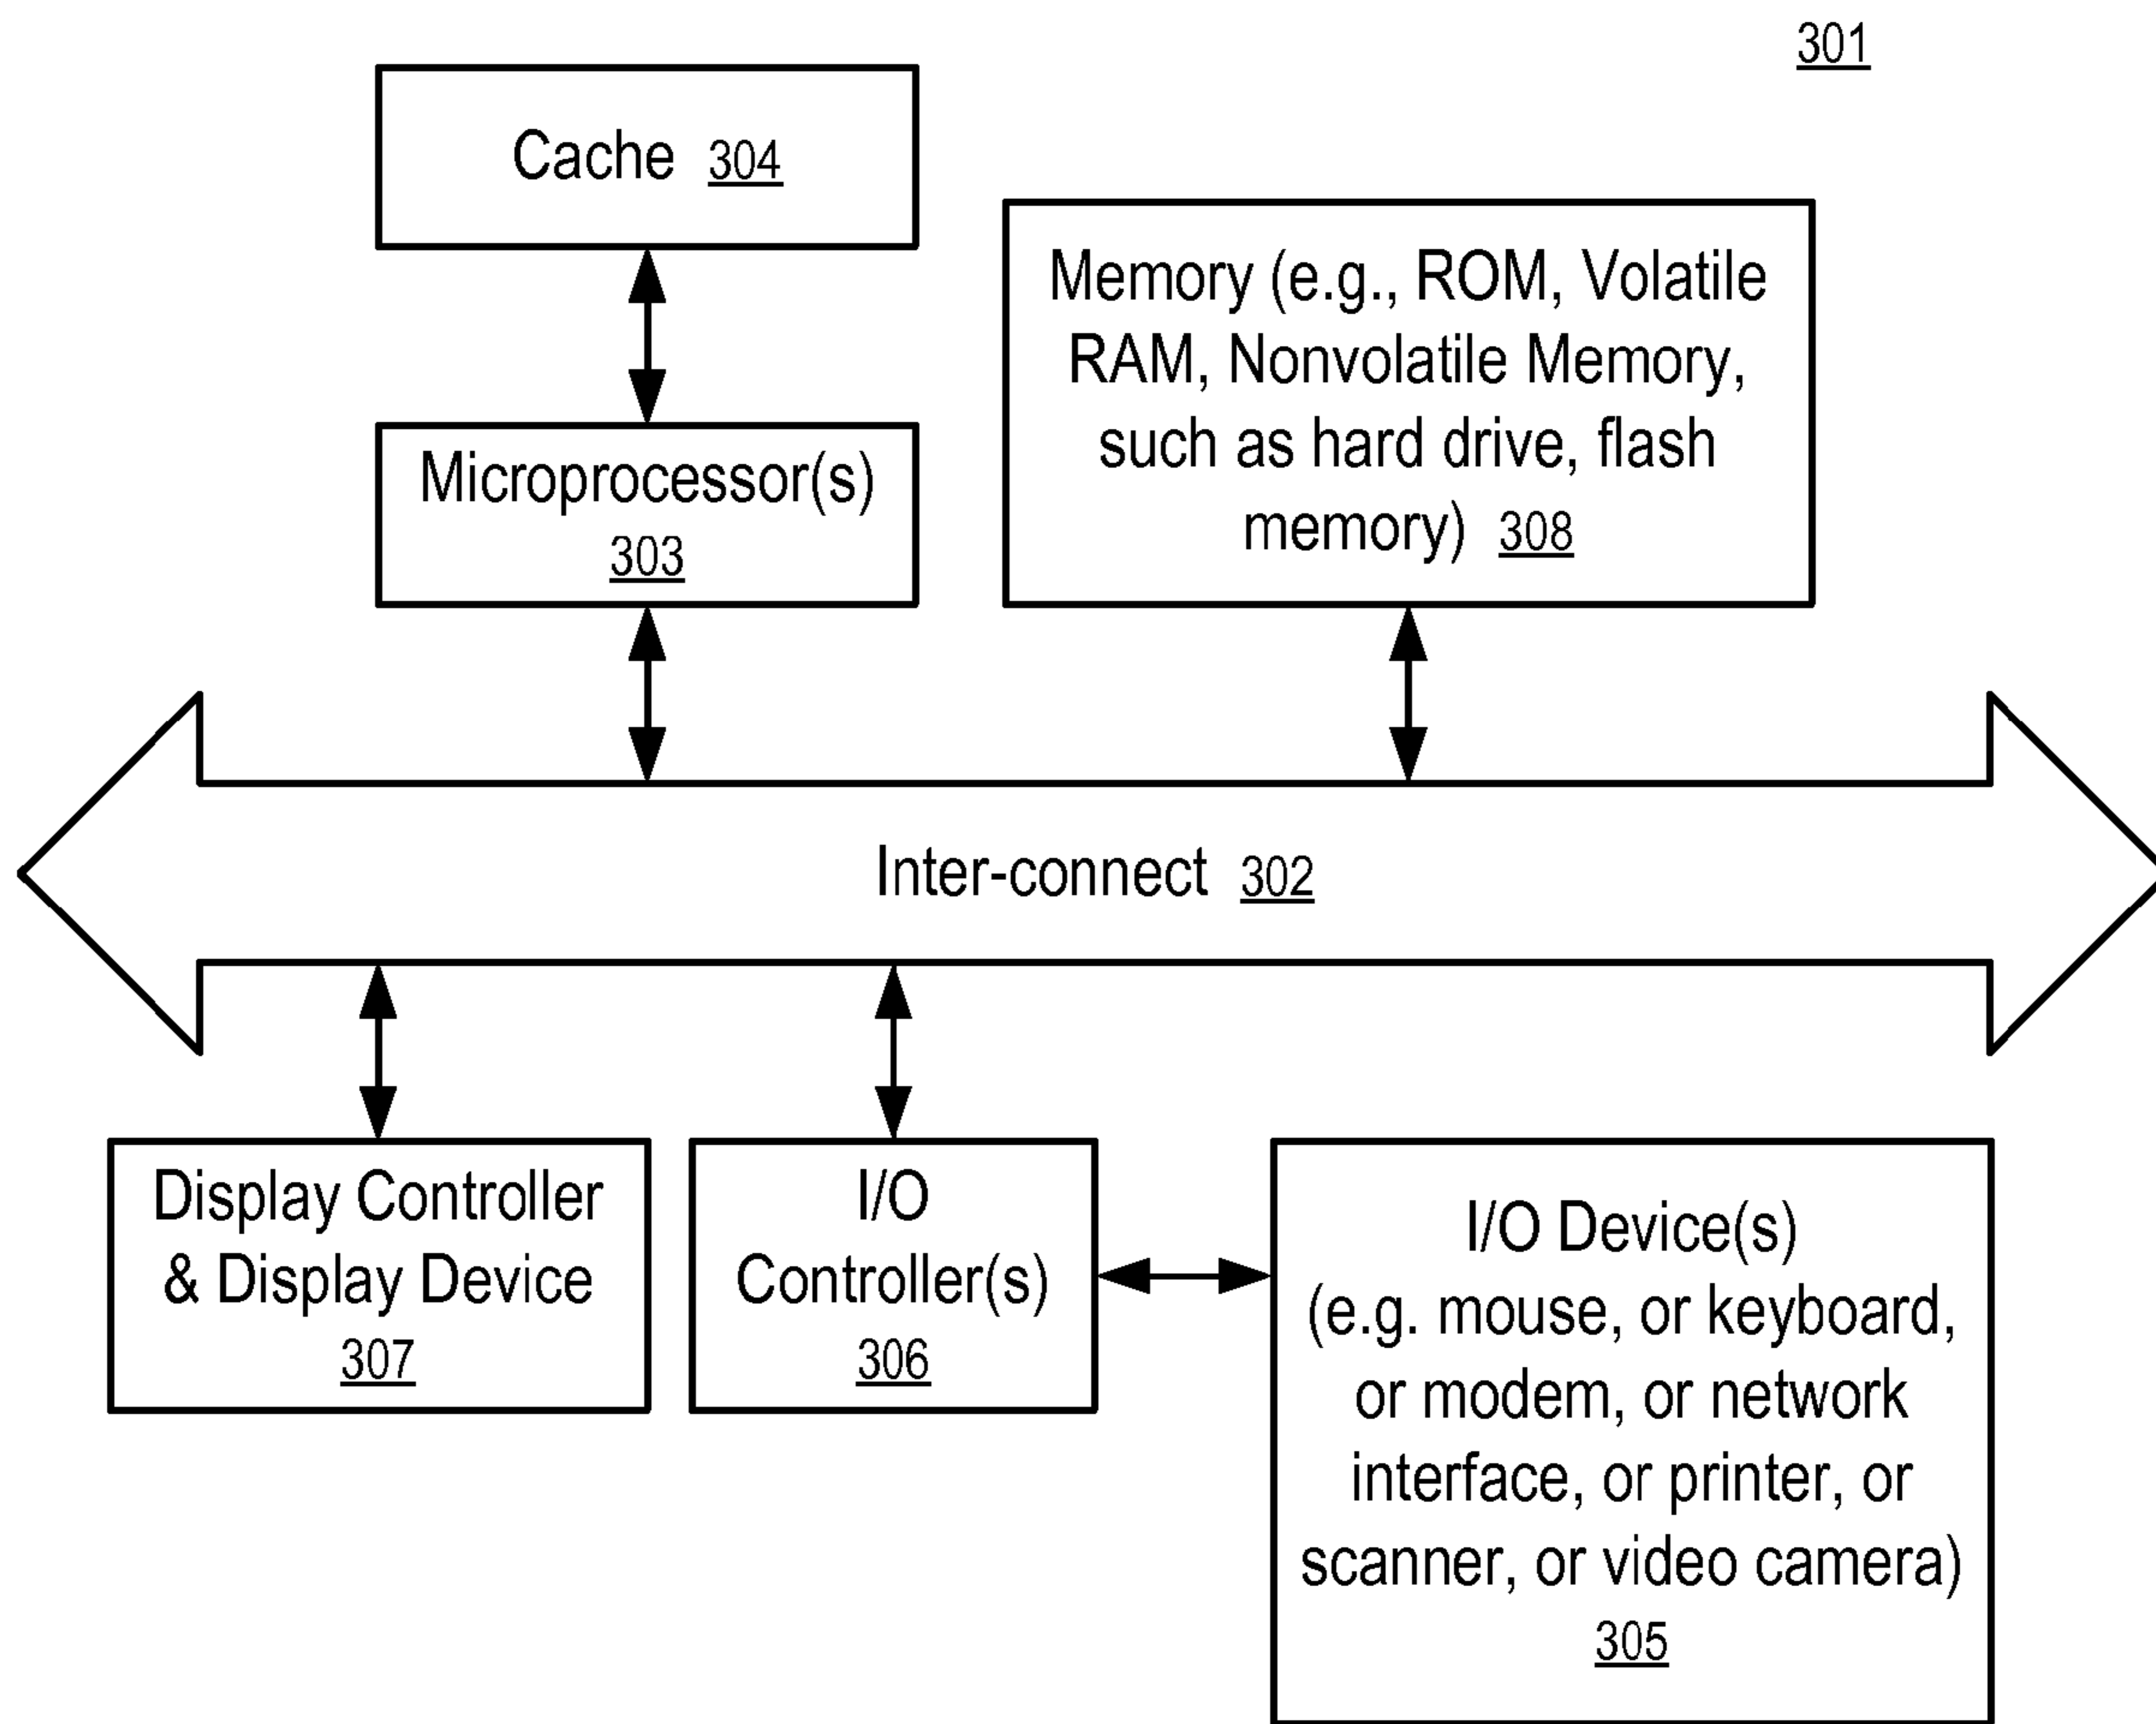 301
Cache 304
Memory (e.g., ROM, Volatile
RAM, Nonvolatile Memory,
such as hard drive, flash
memory) 308
Microprocessor(s)
303
Inter-connect 302
Display Controller
& Display Device
307
I/O
Controller(s)
306
I/O Device(s)
(e.g. mouse, or keyboard,
or modem, or network
interface, or printer, or
scanner, or video camera)
305